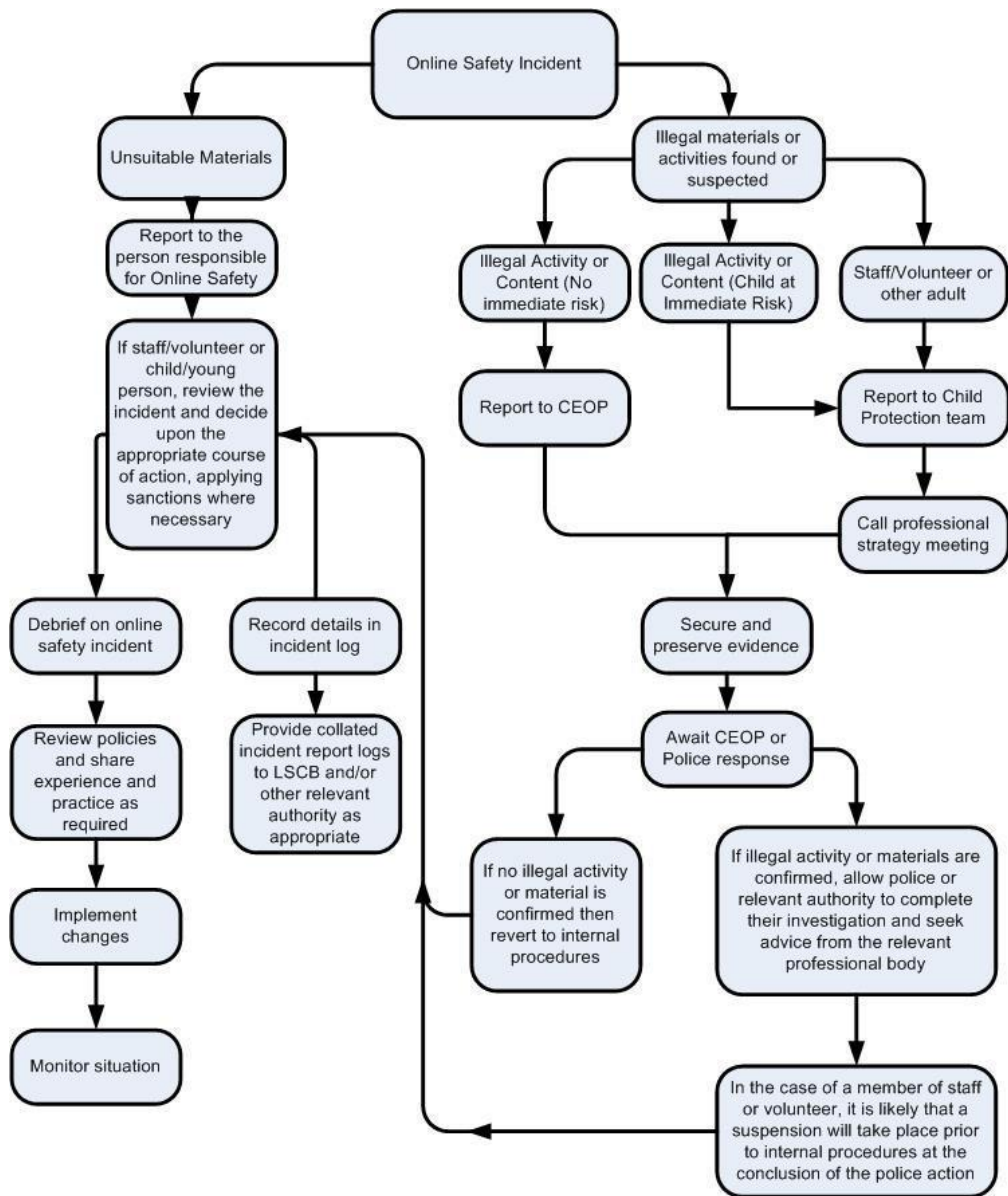 Online Safety Incident
Unsuitable Materials
Illegal materials or
activities found or
suspected
Report to the
person responsible
for Online Safety
Illegal Activity or
Content (No
immediate risk)
Illegal Activity or
Content (Child at
Immediate Risk)
Staff/Volunteer or
other adult
If staff/volunteer or
child/young
person, review the
incident and decide
upon the
appropriate course
of action, applying
sanctions where
necessary
Report to CEOP
Report to Child
Protection team
Call professional
strategy meeting
Debrief on online
safety incident
Record details in
incident log
Secure and
preserve evidence
Review policies
and share
experience and
practice as
required
Provide collated
incident report logs
to LSCB and/or
other relevant
authority as
appropriate
Await CEOP or
Police response
If no illegal activity
or material is
confirmed then
revert to internal
procedures
If illegal activity or materials are
confirmed, allow police or
relevant authority to complete
their investigation and seek
advice from the relevant
professional body
Implement
changes
Monitor situation
In the case of a member of staff
or volunteer, it is likely that a
suspension will take place prior
to internal procedures at the
conclusion of the police action